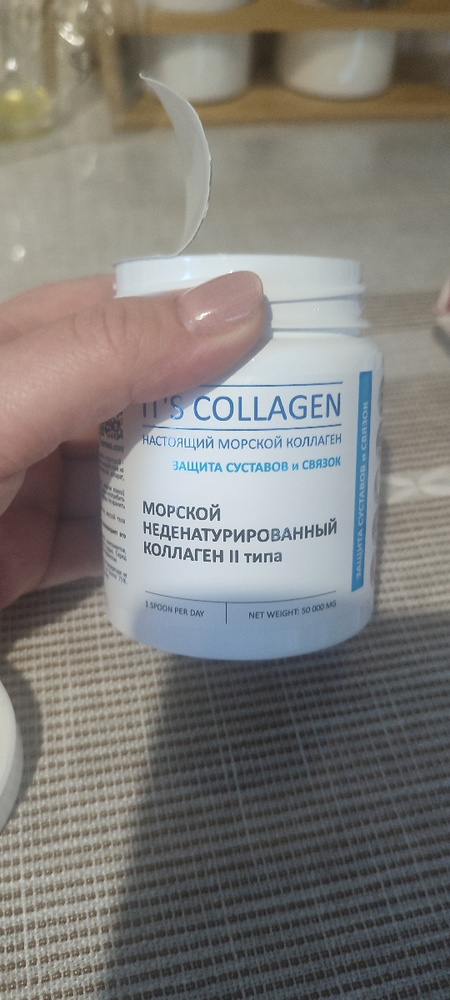 IT'S COLLAGEN
НАСТОЯЩИЙ МОРСКОЙ КОЛЛАГЕН
ЗАЩИТА СУСТАВОВ и СВЯЗОК
МОРСКОЙ
НЕДЕНАТУРИРОВАННЫЙ
КОЛЛАГЕН II типа
1 SPOON PER DAY
NET WEIGHT: 50 000 MG
ЗАЩИТА СУСТАВОВ и СВЯЗОК